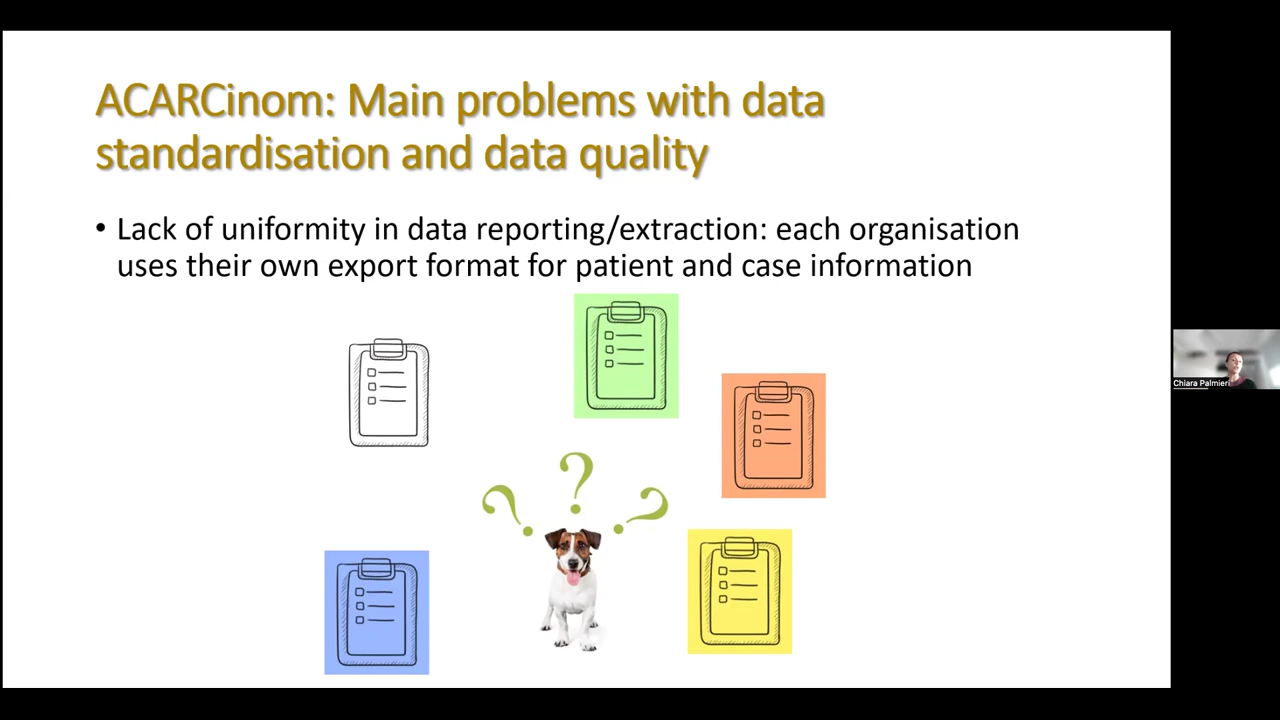 ACARCinom: Main problems with data
standardisation and data quality
• Lack of uniformity in data reporting/extraction: each organisation
uses their own export format for patient and case information
? ? ?
Chiara Palmieri